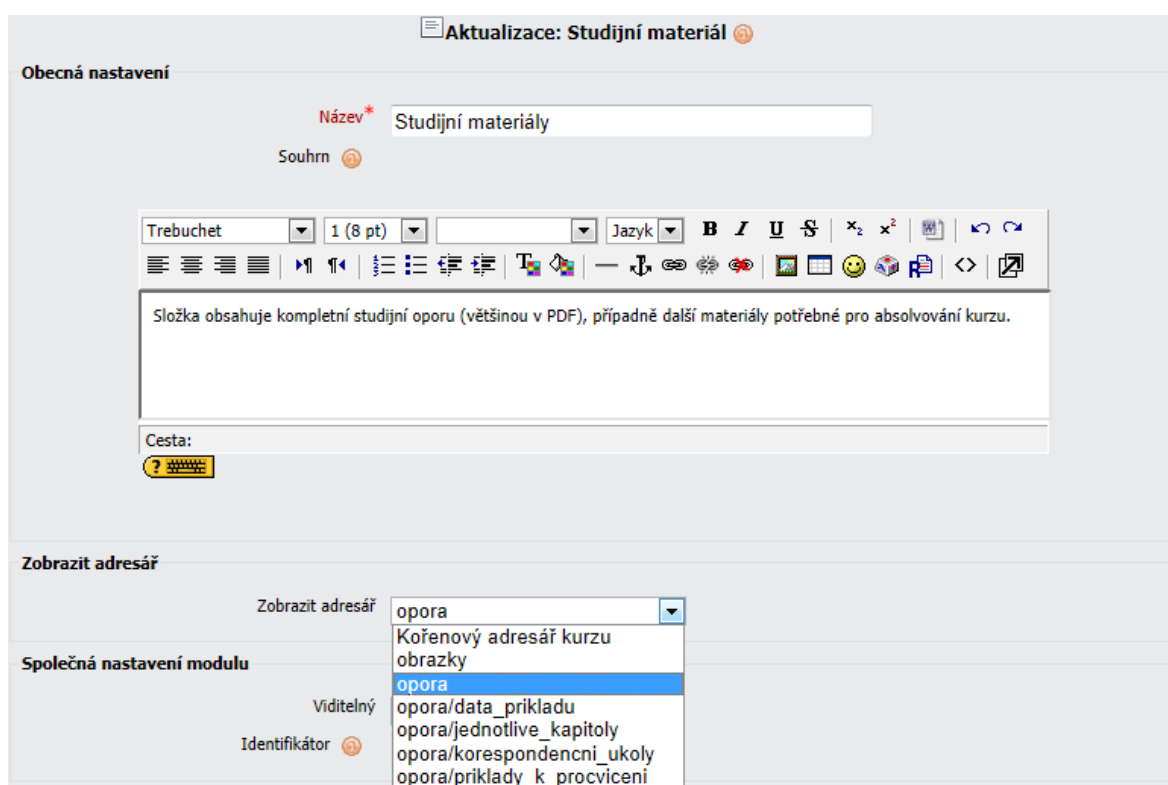 Aktualizace: Studijní materiál
Obecná nastavení
Název*
Studijní materiály
Souhrn
Trebuchet 1 (8 pt) Jazyk B I U S x₂ x²
Složka obsahuje kompletní studijní oporu (většinou v PDF), případně další materiály potřebné pro absolvování kurzu.
Cesta:
?
Zobrazit adresář
Zobrazit adresář
opora
Kořenový adresář kurzu
obrazky
opora
Společná nastavení modulu
Viditelný
opora/data_prikladu
opora/jednotlive_kapitoly
Identifikátor
opora/korespondencni_ukoly
opora/priklady_k_procviceni